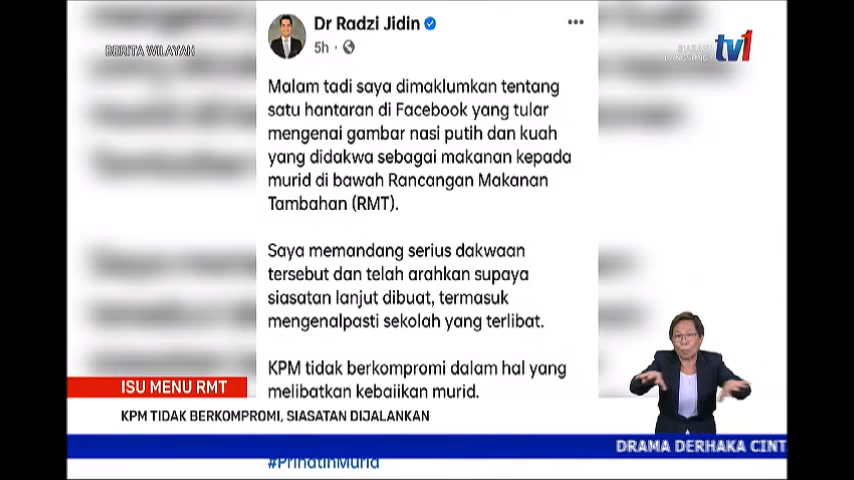 Dr Radzi Jidin
5h
BERITA WILAYAH
SIARAN
LANGSUNG
tv1
Malam tadi saya dimaklumkan tentang
satu hantaran di Facebook yang tular
mengenai gambar nasi putih dan kuah
yang didakwa sebagai makanan kepada
murid di bawah Rancangan Makanan
Tambahan (RMT).
Saya memandang serius dakwaan
tersebut dan telah arahkan supaya
siasatan lanjut dibuat, termasuk
mengenalpasti sekolah yang terlibat.
KPM tidak berkompromi dalam hal yang
melibatkan kebaikan murid.
ISU MENU RMT
KPM TIDAK BERKOMPROMI, SIASATAN DIJALANKAN
DRAMA DERHAKA CINT
#PrihatinMurid